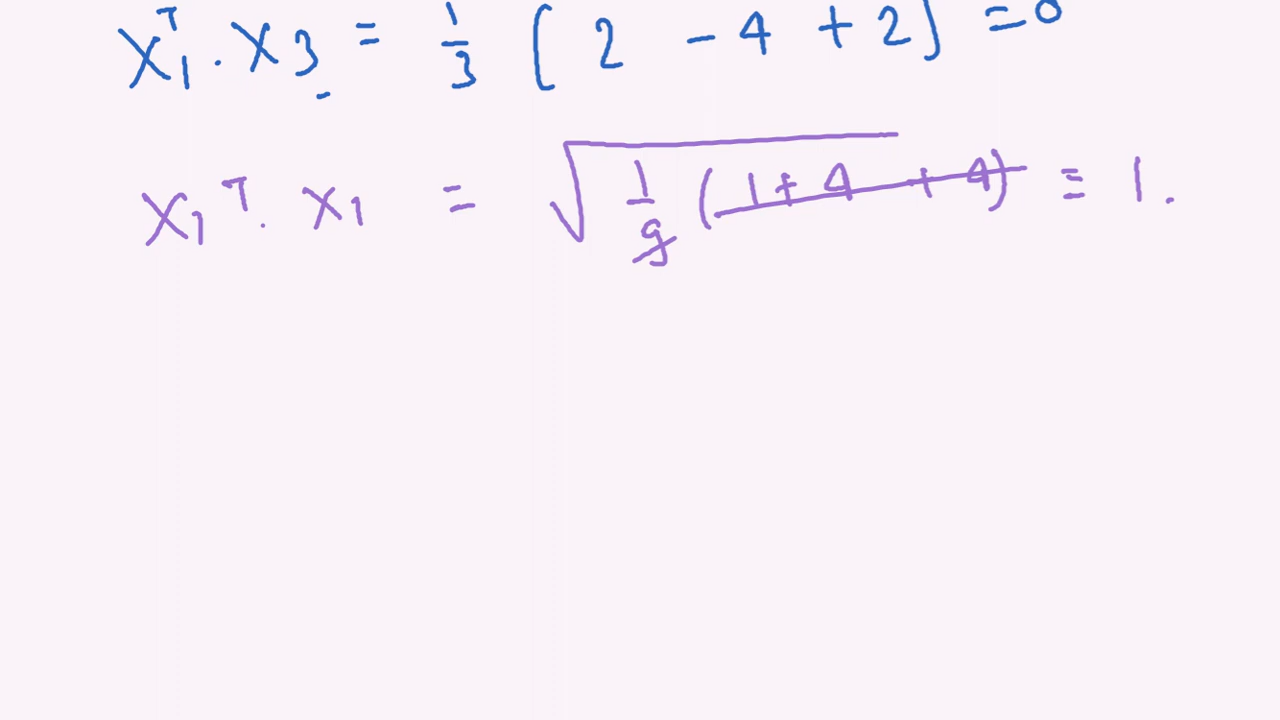 X₁ᵀ . X₃ = 1/3 [ 2 - 4 + 2 ] = 0
X₁ᵀ . X₁ = √ 1/9 (1 + 4 + 4) = 1.